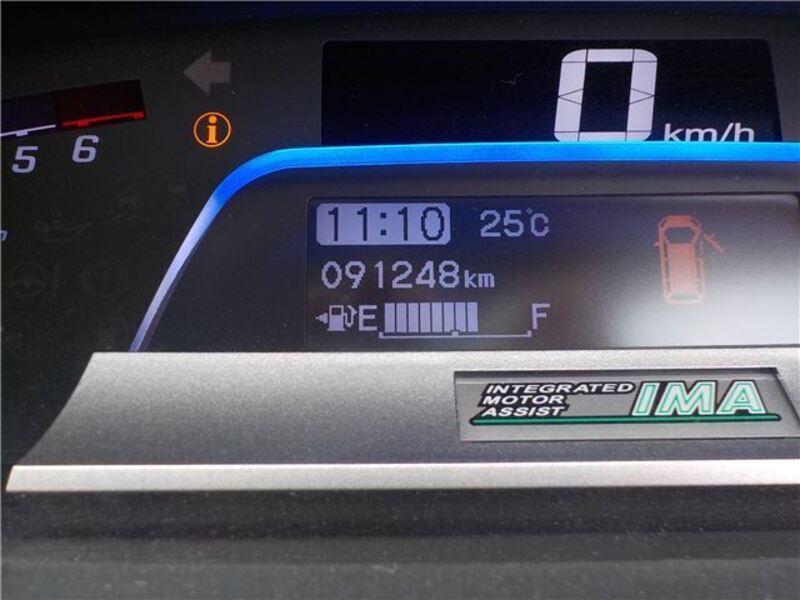 0 km/h
5 6
i
11:10 25°C
091248km
E F
INTEGRATED
MOTOR
ASSIST
IMA